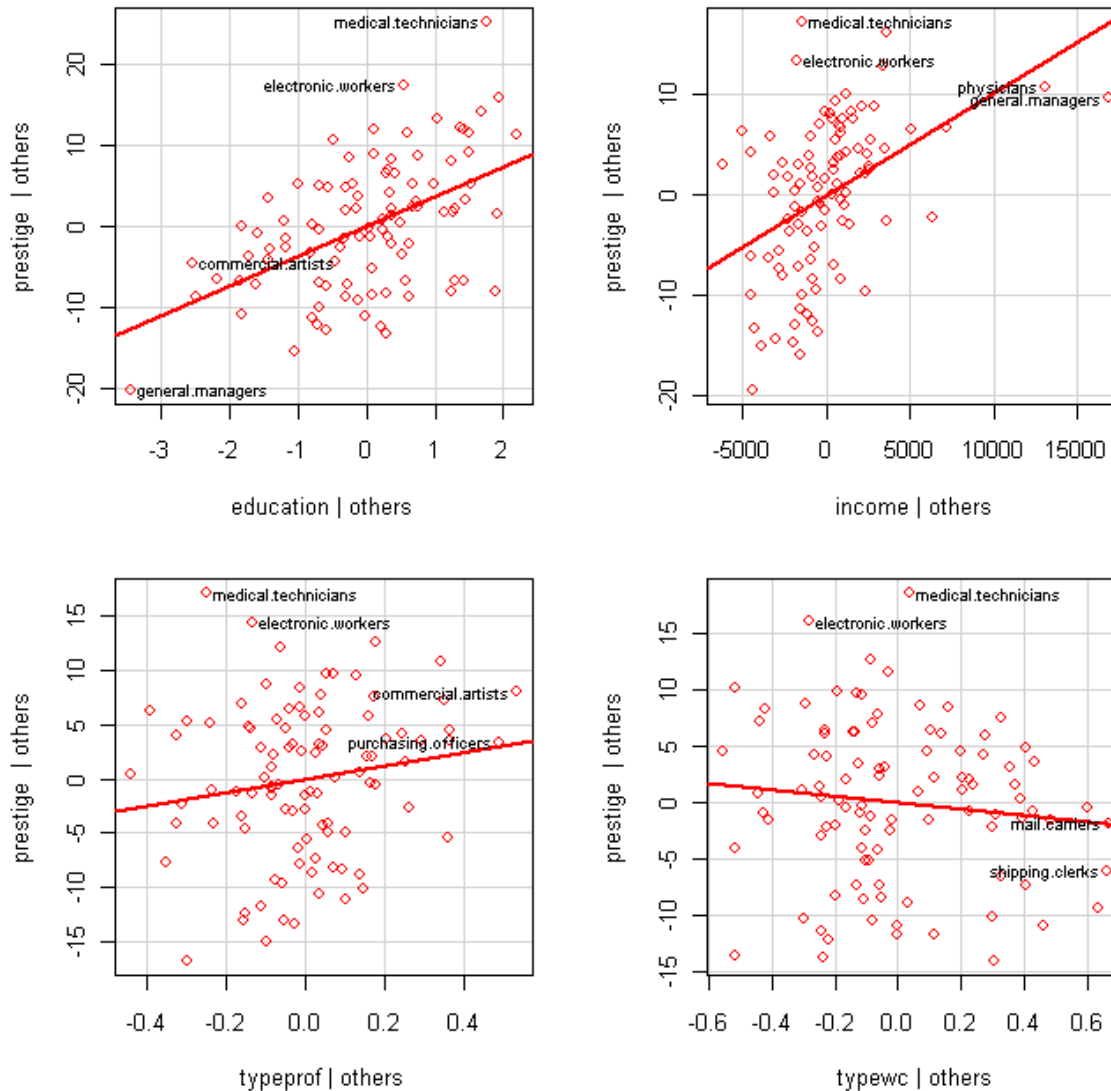 medical.technicians
electronic.workers
commercial.artists
general.managers
20
10
0
-10
-20
prestige | others
-3 -2 -1 0 1 2
education | others
medical.technicians
electronic.workers
physicians
general.managers
10
0
-10
-20
prestige | others
-5000 0 5000 10000 15000
income | others
medical.technicians
electronic.workers
commercial.artists
purchasing.officers
15
10
5
0
-5
-10
-15
prestige | others
-0.4 -0.2 0.0 0.2 0.4
typeprof | others
medical.technicians
electronic.workers
mail.carriers
shipping.clerks
15
10
5
0
-5
-10
-15
prestige | others
-0.6 -0.4 -0.2 0.0 0.2 0.4 0.6
typewc | others